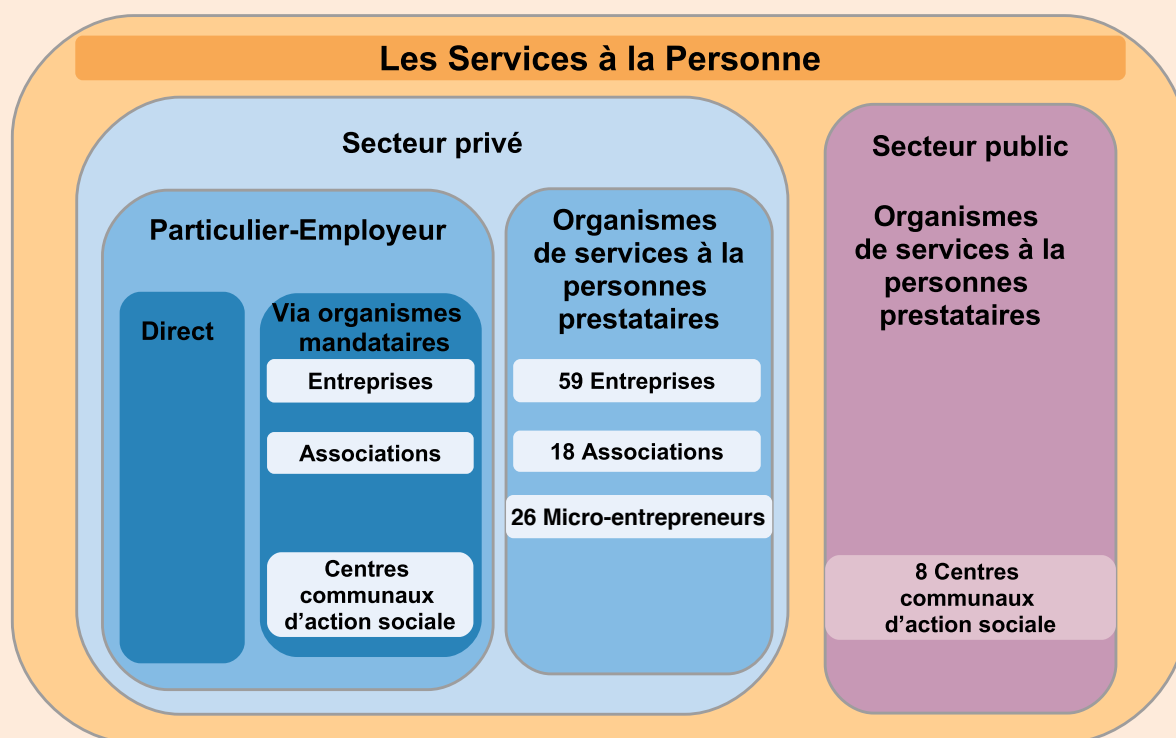 Les Services à la Personne
Secteur privé
Particulier-Employeur
Direct
Via organismes
mandataires
Entreprises
Associations
Centres
communaux
d’action sociale
Organismes
de services à la
personnes
prestataires
59 Entreprises
18 Associations
26 Micro-entrepreneurs
Secteur public
Organismes
de services à la
personnes
prestataires
8 Centres
communaux
d’action sociale